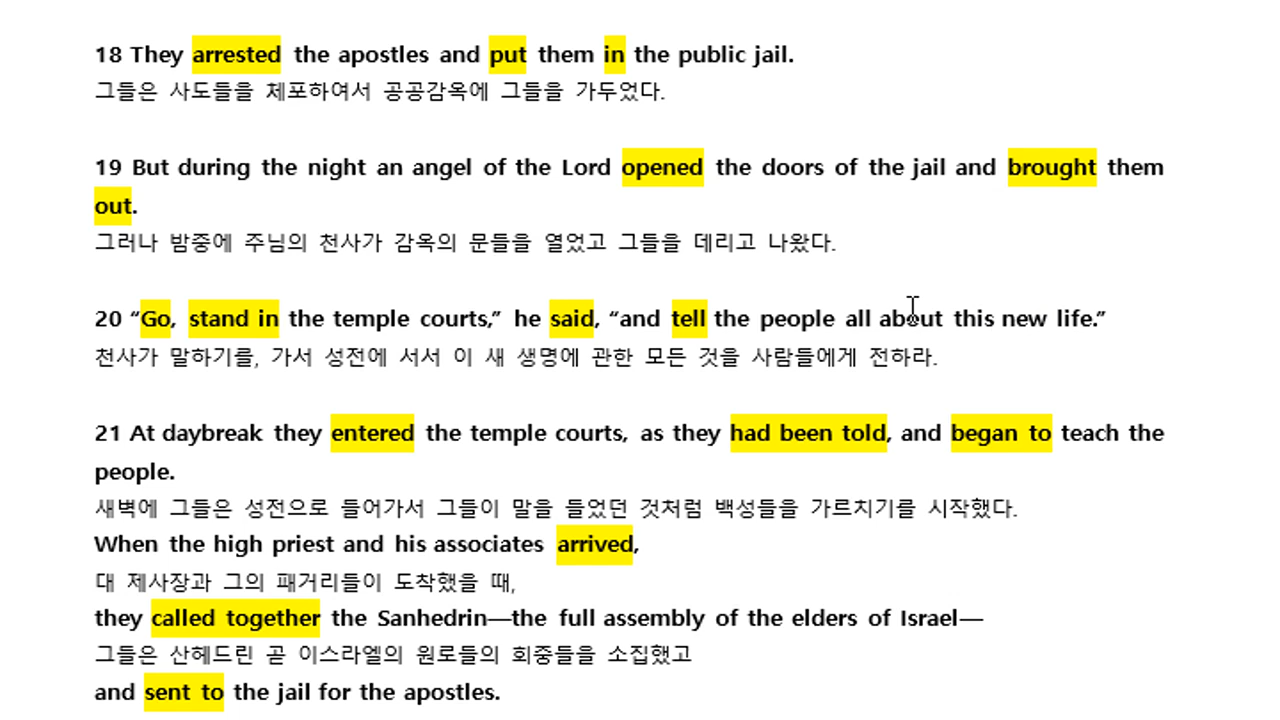 18 They arrested the apostles and put them in the public jail.
그들은 사도들을 체포하여서 공공감옥에 그들을 가두었다.
19 But during the night an angel of the Lord opened the doors of the jail and brought them
out.
그러나 밤중에 주님의 천사가 감옥의 문들을 열었고 그들을 데리고 나왔다.
20 “Go, stand in the temple courts,” he said, “and tell the people all about this new life.”
천사가 말하기를, 가서 성전에 서서 이 새 생명에 관한 모든 것을 사람들에게 전하라.
21 At daybreak they entered the temple courts, as they had been told, and began to teach the
people.
새벽에 그들은 성전으로 들어가서 그들이 말을 들었던 것처럼 백성들을 가르치기를 시작했다.
When the high priest and his associates arrived,
대 제사장과 그의 패거리들이 도착했을 때,
they called together the Sanhedrin—the full assembly of the elders of Israel—
그들은 산헤드린 곧 이스라엘의 원로들의 회중들을 소집했고
and sent to the jail for the apostles.